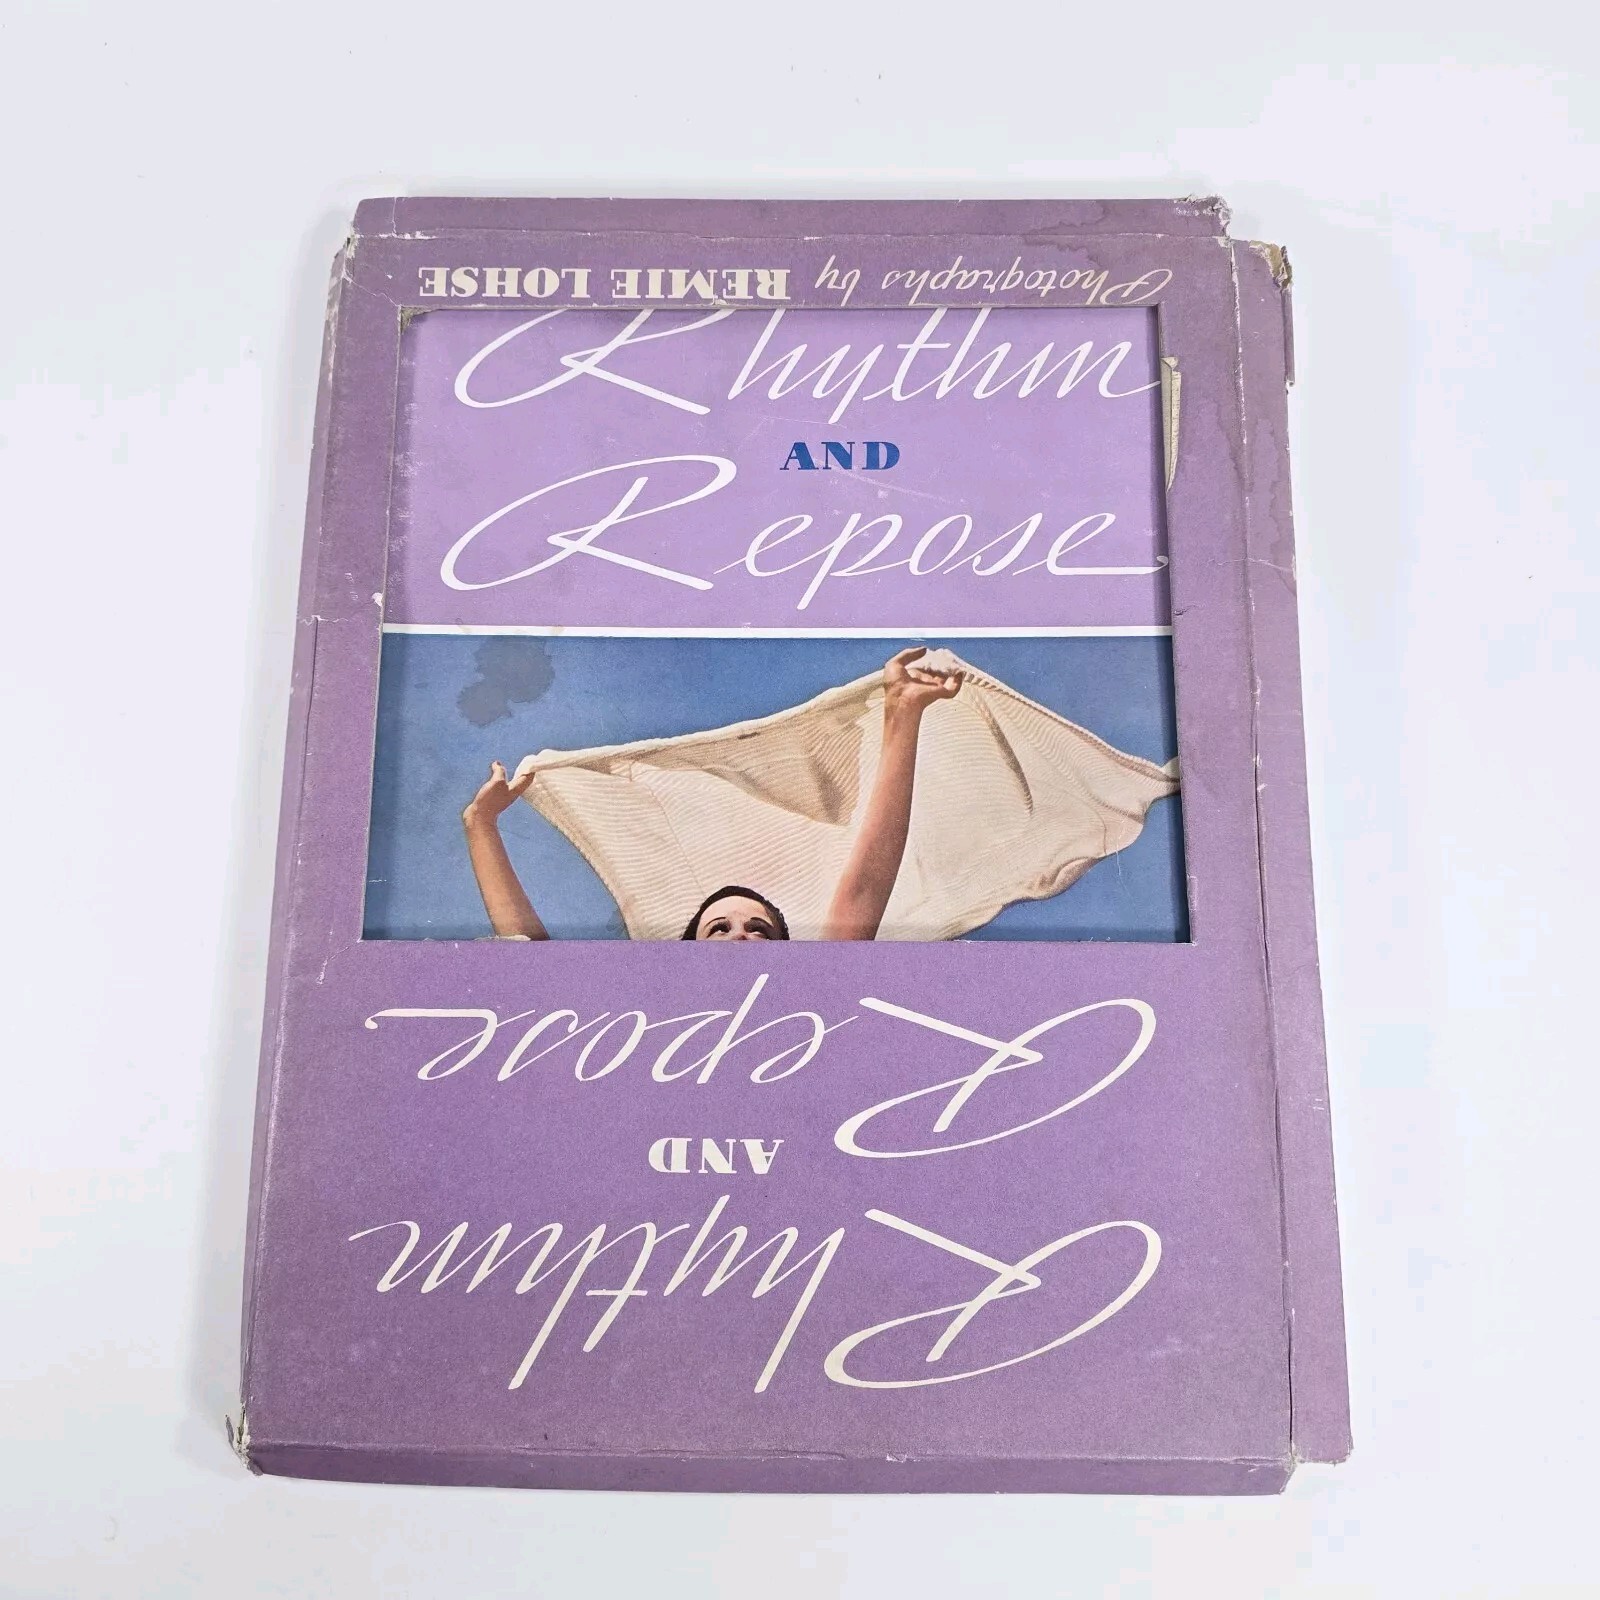 Photographs by REMIE LOHSE
Rhythm
AND
Repose
Rhythm
AND
Repose